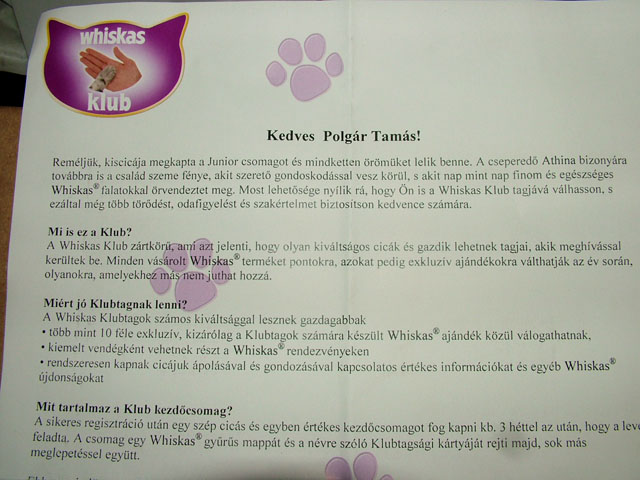 whiskas
klub
Kedves Polgár Tamás!
Reméljük, kiscicája megkapta a Junior csomagot és mindketten örömüket lelik benne. A cseperedő Athina bizonyára
továbbra is a család szeme fénye, akit szerető gondoskodással vesz körül, s akit nap mint nap finom és egészséges
Whiskas® falatokkal örvendeztet meg. Most lehetősége nyílik rá, hogy Ön is a Whiskas Klub tagjává válhasson, s
ezáltal még több törődést, odafigyelést és szakértelmet biztosítson kedvence számára.
Mi is ez a Klub?
A Whiskas Klub zártkörű, ami azt jelenti, hogy olyan kiváltságos cicák és gazdik lehetnek tagjai, akik meghívással
kerültek be. Minden vásárolt Whiskas® terméket pontokra, azokat pedig exkluzív ajándékokra válthatják az év során,
olyanokra, amelyekhez más nem juthat hozzá.
Miért jó Klubtagnak lenni?
A Whiskas Klubtagok számos kiváltsággal lesznek gazdagabbak
• több mint 10 féle exkluzív, kizárólag a Klubtagok számára készült Whiskas® ajándék közül válogathatnak,
• kiemelt vendégként vehetnek részt a Whiskas® rendezvényeken
• rendszeresen kapnak cicájuk ápolásával és gondozásával kapcsolatos értékes információkat és egyéb Whiskas®
újdonságokat
Mit tartalmaz a Klub kezdőcsomag?
A sikeres regisztráció után egy szép cicás és egyben értékes kezdőcsomagot fog kapni kb. 3 héttel az után, hogy a leve
feladta. A csomag egy Whiskas® gyűrűs mappát és a névre szóló Klubtagsági kártyáját rejti majd, sok más
meglepetéssel együtt.